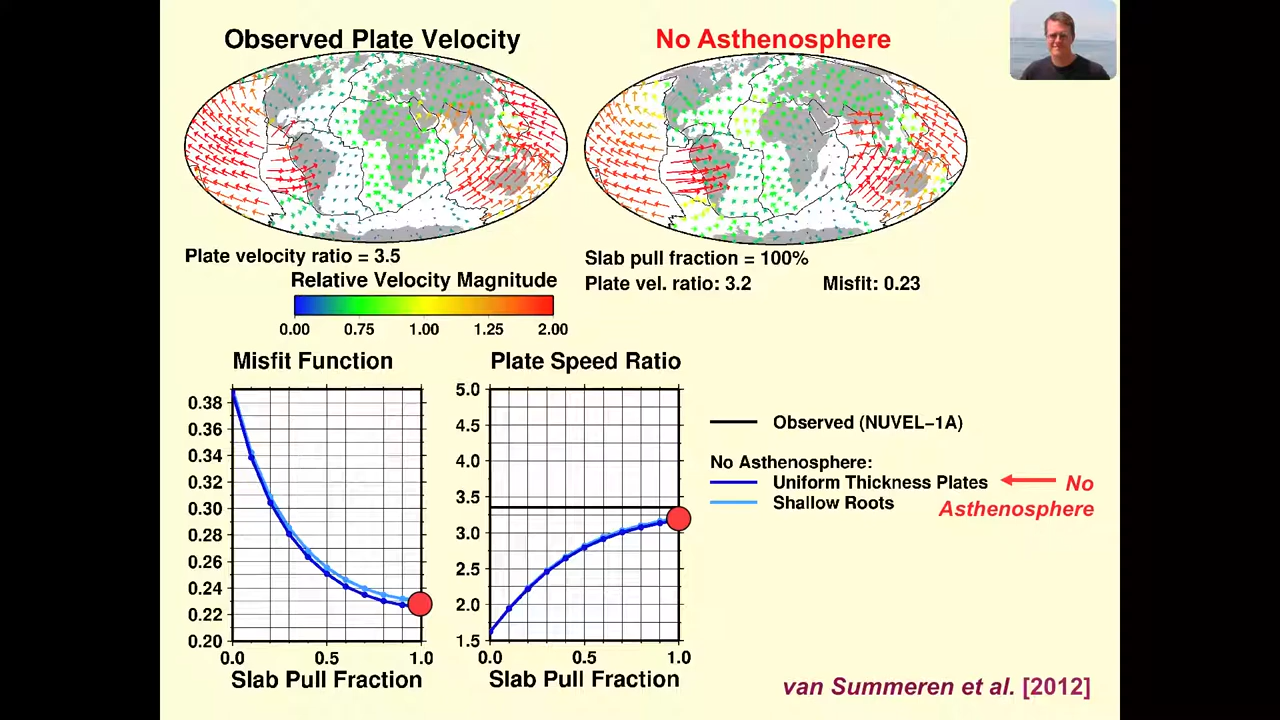 Observed Plate Velocity
No Asthenosphere
Plate velocity ratio = 3.5
Slab pull fraction = 100%
Plate vel. ratio: 3.2 Misfit: 0.23
Relative Velocity Magnitude
0.00 0.75 1.00 1.25 2.00
Misfit Function
0.38
0.36
0.34
0.32
0.30
0.28
0.26
0.24
0.22
0.20
0.0 0.5 1.0
Slab Pull Fraction
Plate Speed Ratio
5.0
4.5
4.0
3.5
3.0
2.5
2.0
1.5
0.0 0.5 1.0
Slab Pull Fraction
Observed (NUVEL−1A)
No Asthenosphere:
Uniform Thickness Plates
Shallow Roots
No
Asthenosphere
van Summeren et al. [2012]